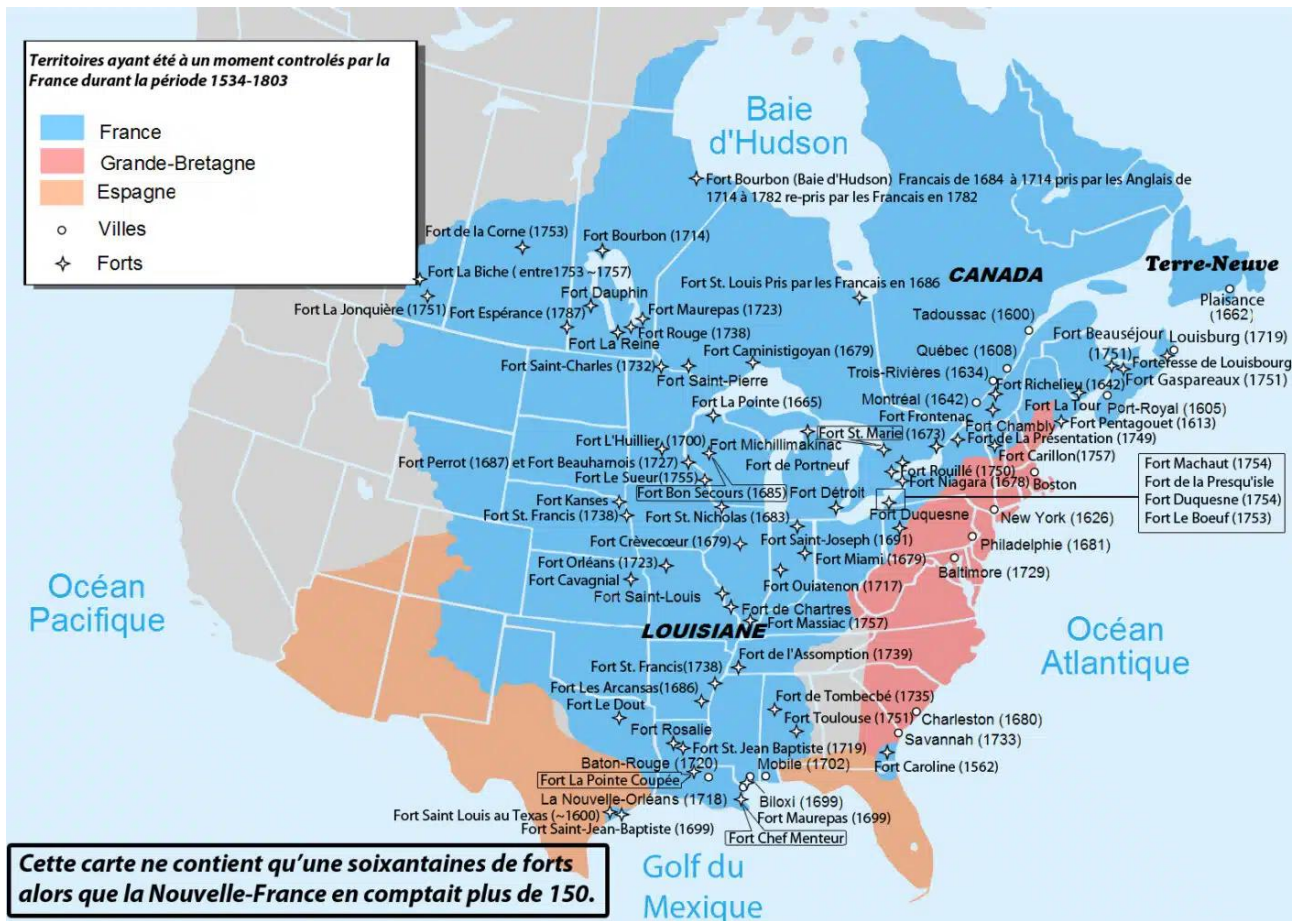 Territoires ayant été à un moment controlés par la
France durant la période 1534-1803
France
Grande-Bretagne
Espagne
Villes
Forts
Baie
d'Hudson
Fort Bourbon (Baie d'Hudson) Francais de 1684 à 1714 pris par les Anglais de
1714 à 1782 re-pris par les Francais en 1782
Fort de la Corne (1753)
Fort Bourbon (1714)
Fort La Biche ( entre1753 ~1757)
Fort Dauphin
Fort St. Louis Pris par les Francais en 1686
CANADA
Terre-Neuve
Plaisance
(1662)
Fort La Jonquière (1751)
Fort Espérance (1787)
Fort Maurepas (1723)
Fort Rouge (1738)
Fort La Reine
Tadoussac (1600)
Fort Beauséjour
(1751)
Louisburg (1719)
Forteresse de Louisbourg
Fort Gaspareaux (1751)
Québec (1608)
Fort Saint-Charles (1732)
Fort Caministigoyan (1679)
Fort Saint-Pierre
Trois-Rivières (1634)
Fort Richelieu (1642)
Montréal (1642)
Fort La Pointe (1665)
Fort La Tour
Port-Royal (1605)
Fort Frontenac
Fort Chambly
Fort Pentagouet (1613)
Fort L'Huillier (1700)
Fort Michillimakinac
Fort St. Marie (1673)
Fort de La Présentation (1749)
Fort Carillon(1757)
Fort Perrot (1687) et Fort Beauharnois (1727)
Fort de Portneuf
Fort Rouillé (1750)
Fort Le Sueur(1755)
Fort Niagara (1678)
Boston
Fort Bon Secours (1685)
Fort Détroit
Fort Machaut (1754)
Fort de la Presqu'isle
Fort Duquesne (1754)
Fort Le Boeuf (1753)
Fort Kanses
Fort St. Francis (1738)
Fort St. Nicholas (1683)
Fort Duquesne
New York (1626)
Fort Crèvecœur (1679)
Fort Saint-Joseph (1691)
Philadelphie (1681)
Fort Orléans (1723)
Fort Miami (1679)
Baltimore (1729)
Fort Cavagnial
Fort Ouiatenon (1717)
Fort Saint-Louis
Fort de Chartres
Fort Massiac (1757)
Océan
Pacifique
LOUISIANE
Océan
Atlantique
Fort de l'Assomption (1739)
Fort St. Francis(1738)
Fort Les Arcansas(1686)
Fort de Tombecbé (1735)
Fort Le Dout
Fort Toulouse (1751)
Charleston (1680)
Fort Rosalie
Savannah (1733)
Fort St. Jean Baptiste (1719)
Baton-Rouge (1720)
Mobile (1702)
Fort Caroline (1562)
Fort La Pointe Coupée
La Nouvelle-Orléans (1718)
Biloxi (1699)
Fort Saint Louis au Texas (~1600)
Fort Maurepas (1699)
Fort Saint-Jean-Baptiste (1699)
Fort Chef Menteur
Golf du
Mexique
Cette carte ne contient qu'une soixantaines de forts
alors que la Nouvelle-France en comptait plus de 150.